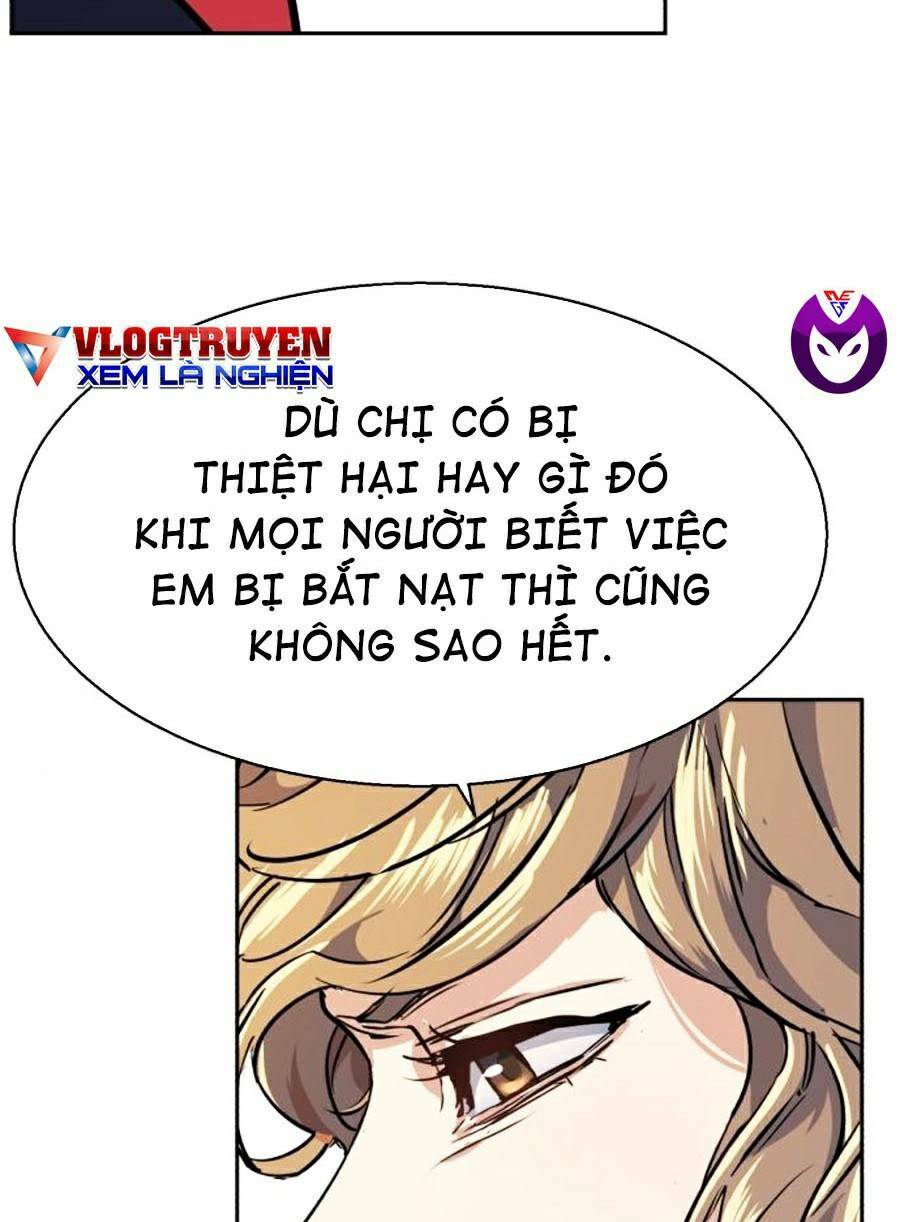 VLOGTRUYEN
XEM LÀ NGHIỆN
DÙ CHỊ CÓ BỊ
THIỆT HẠI HAY GÌ ĐÓ
KHI MỌI NGƯỜI BIẾT VIỆC
EM BỊ BẮT NẠT THÌ CŨNG
KHÔNG SAO HẾT.